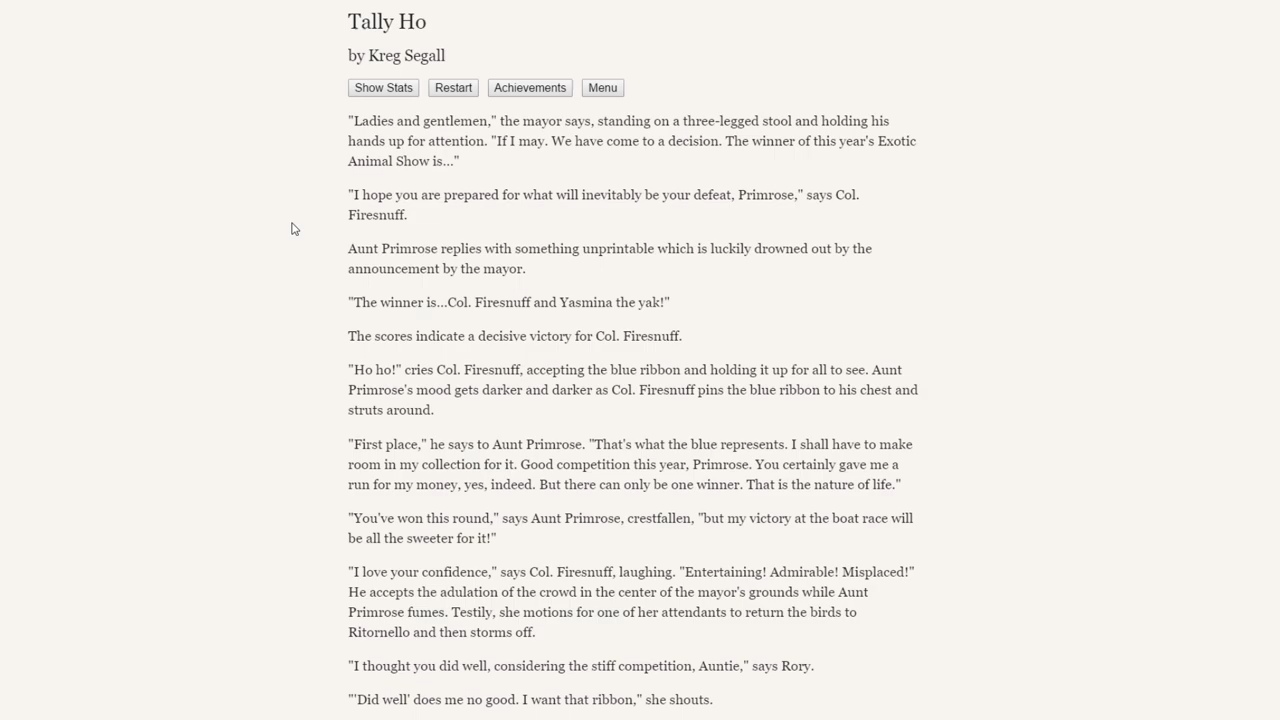 Tally Ho
by Kreg Segall
Show Stats Restart Achievements Menu
"Ladies and gentlemen," the mayor says, standing on a three-legged stool and holding his
hands up for attention. "If I may. We have come to a decision. The winner of this year's Exotic
Animal Show is..."
"I hope you are prepared for what will inevitably be your defeat, Primrose," says Col.
Firesnuff.
Aunt Primrose replies with something unprintable which is luckily drowned out by the
announcement by the mayor.
"The winner is...Col. Firesnuff and Yasmina the yak!"
The scores indicate a decisive victory for Col. Firesnuff.
"Ho ho!" cries Col. Firesnuff, accepting the blue ribbon and holding it up for all to see. Aunt
Primrose's mood gets darker and darker as Col. Firesnuff pins the blue ribbon to his chest and
struts around.
"First place," he says to Aunt Primrose. "That's what the blue represents. I shall have to make
room in my collection for it. Good competition this year, Primrose. You certainly gave me a
run for my money, yes, indeed. But there can only be one winner. That is the nature of life."
"You've won this round," says Aunt Primrose, crestfallen, "but my victory at the boat race will
be all the sweeter for it!"
"I love your confidence," says Col. Firesnuff, laughing. "Entertaining! Admirable! Misplaced!"
He accepts the adulation of the crowd in the center of the mayor's grounds while Aunt
Primrose fumes. Testily, she motions for one of her attendants to return the birds to
Ritornello and then storms off.
"I thought you did well, considering the stiff competition, Auntie," says Rory.
"'Did well' does me no good. I want that ribbon," she shouts.